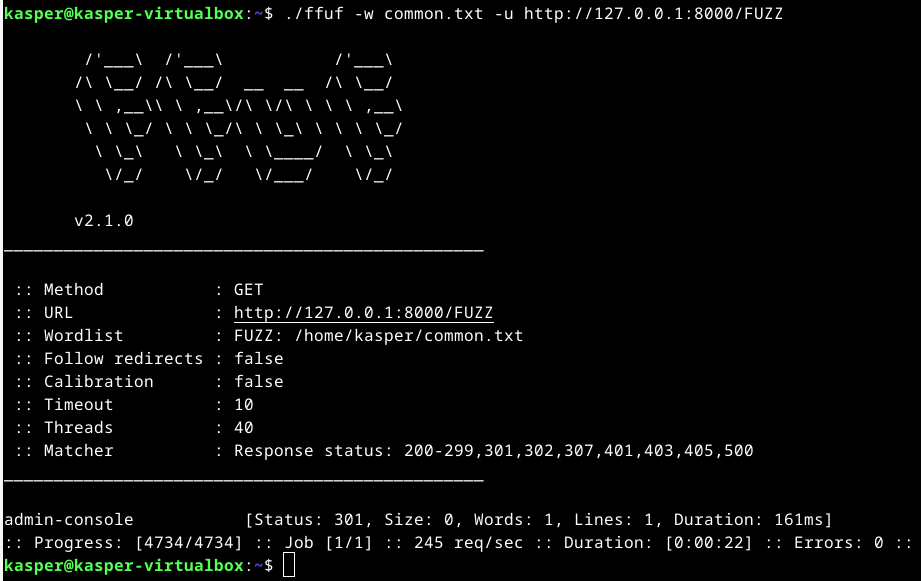 kasper@kasper-virtualbox:~$ ./ffuf -w common.txt -u http://127.0.0.1:8000/FUZZ

        /'___\  /'___\           /'___\
       /\ \__/ /\ \__/  __  __  /\ \__/
       \ \ ,__\\ \ ,__\/\ \/\ \ \ \ ,__\
        \ \ \_/ \ \ \_/\ \ \_\ \ \ \ \_/
         \ \_\   \ \_\  \ \____/  \ \_\
          \/_/    \/_/   \/___/    \/_/

       v2.1.0
________________________________________________

 :: Method           : GET
 :: URL              : http://127.0.0.1:8000/FUZZ
 :: Wordlist         : FUZZ: /home/kasper/common.txt
 :: Follow redirects : false
 :: Calibration      : false
 :: Timeout          : 10
 :: Threads          : 40
 :: Matcher          : Response status: 200-299,301,302,307,401,403,405,500
________________________________________________

admin-console           [Status: 301, Size: 0, Words: 1, Lines: 1, Duration: 161ms]
:: Progress: [4734/4734] :: Job [1/1] :: 245 req/sec :: Duration: [0:00:22] :: Errors: 0 ::
kasper@kasper-virtualbox:~$